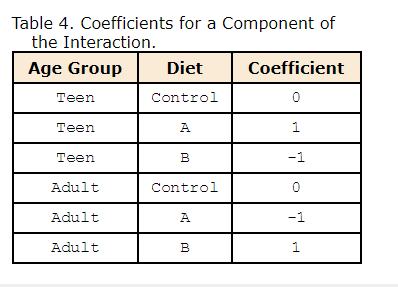 Table 4. Coefficients for a Component of
the Interaction.
Age Group Diet Coefficient
Teen Control 0
Teen A 1
Teen B -1
Adult Control 0
Adult A -1
Adult B 1